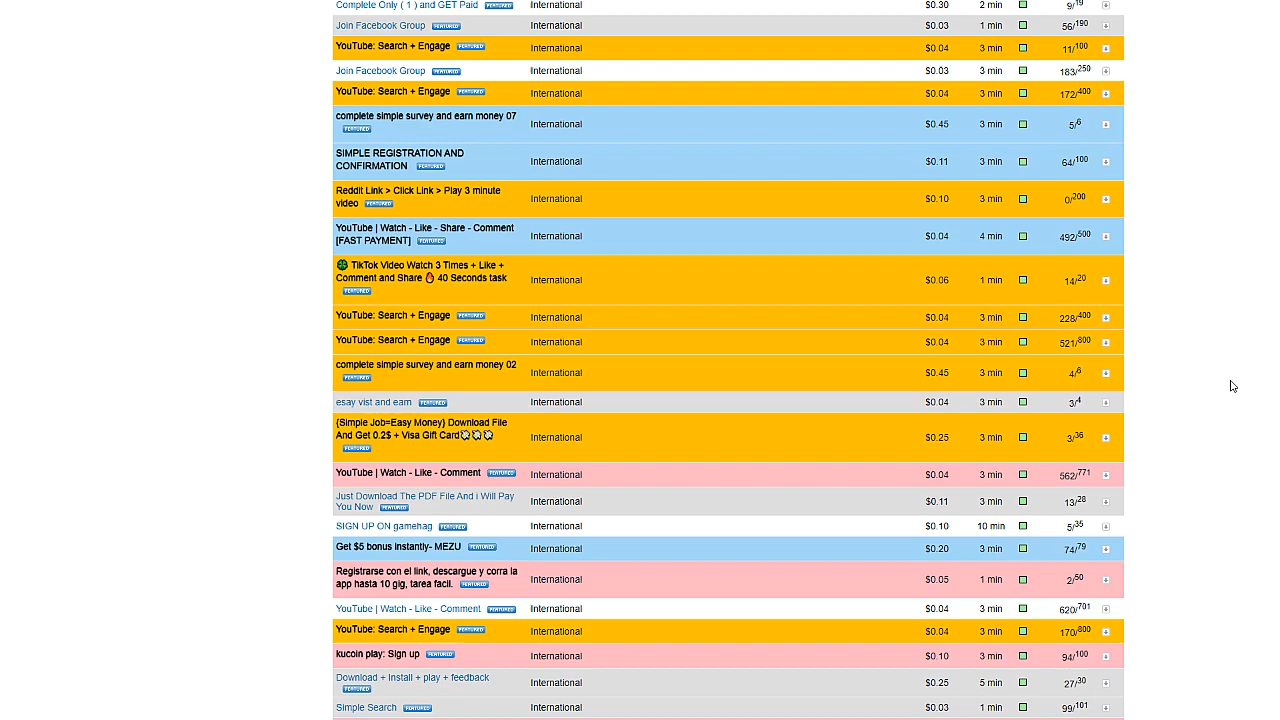 Complete Only ( 1 ) and GET Paid FEATURED International $0.30 2 min 9/19
Join Facebook Group FEATURED International $0.03 1 min 56/190
YouTube: Search + Engage FEATURED International $0.04 3 min 11/100
Join Facebook Group FEATURED International $0.03 3 min 183/250
YouTube: Search + Engage FEATURED International $0.04 3 min 172/400
complete simple survey and earn money 07
FEATURED International $0.45 3 min 5/6
SIMPLE REGISTRATION AND
CONFIRMATION FEATURED International $0.11 3 min 64/100
Reddit Link > Click Link > Play 3 minute
video FEATURED International $0.10 3 min 0/200
YouTube | Watch - Like - Share - Comment
[FAST PAYMENT] FEATURED International $0.04 4 min 492/500
TikTok Video Watch 3 Times + Like +
Comment and Share 🔥 40 Seconds task
FEATURED International $0.06 1 min 14/20
YouTube: Search + Engage FEATURED International $0.04 3 min 228/400
YouTube: Search + Engage FEATURED International $0.04 3 min 521/800
complete simple survey and earn money 02
FEATURED International $0.45 3 min 4/6
esay vist and earn FEATURED International $0.04 3 min 3/4
{Simple Job=Easy Money} Download File
And Get 0.2$ + Visa Gift Card💸💸💸
FEATURED International $0.25 3 min 3/36
YouTube | Watch - Like - Comment FEATURED International $0.04 3 min 562/771
Just Download The PDF File And i Will Pay
You Now FEATURED International $0.11 3 min 13/28
SIGN UP ON gamehag FEATURED International $0.10 10 min 5/35
Get $5 bonus instantly- MEZU FEATURED International $0.20 3 min 74/79
Registrarse con el link, descargue y corra la
app hasta 10 gig, tarea facil. FEATURED International $0.05 1 min 2/50
YouTube | Watch - Like - Comment FEATURED International $0.04 3 min 620/701
YouTube: Search + Engage FEATURED International $0.04 3 min 170/800
kucoin play: Sign up FEATURED International $0.10 3 min 94/100
Download + Install + play + feedback
FEATURED International $0.25 5 min 27/30
Simple Search FEATURED International $0.03 1 min 99/101